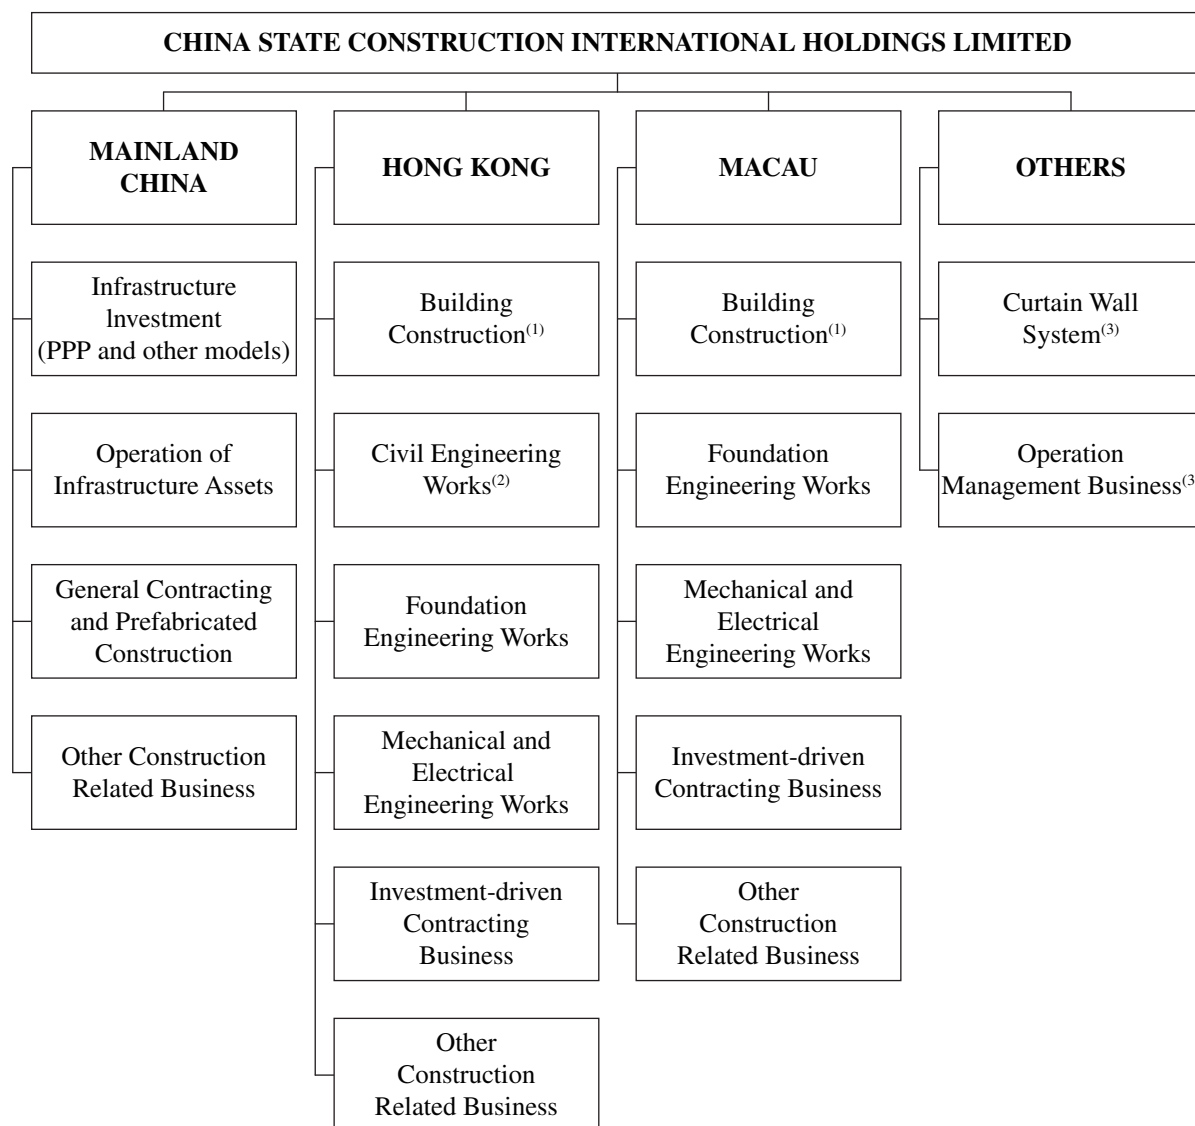 CHINA STATE CONSTRUCTION INTERNATIONAL HOLDINGS LIMITED
MAINLAND
CHINA
Infrastructure
lnvestment
(PPP and other models)
Operation of
Infrastructure Assets
General Contracting
and Prefabricated
Construction
Other Construction
Related Business
HONG KONG
Building
Construction(1)
Civil Engineering
Works(2)
Foundation
Engineering Works
Mechanical and
Electrical
Engineering Works
Investment-driven
Contracting
Business
Other
Construction
Related Business
MACAU
Building
Construction(1)
Foundation
Engineering Works
Mechanical and
Electrical
Engineering Works
Investment-driven
Contracting Business
Other
Construction
Related Business
OTHERS
Curtain Wall
System(3)
Operation
Management Business(3